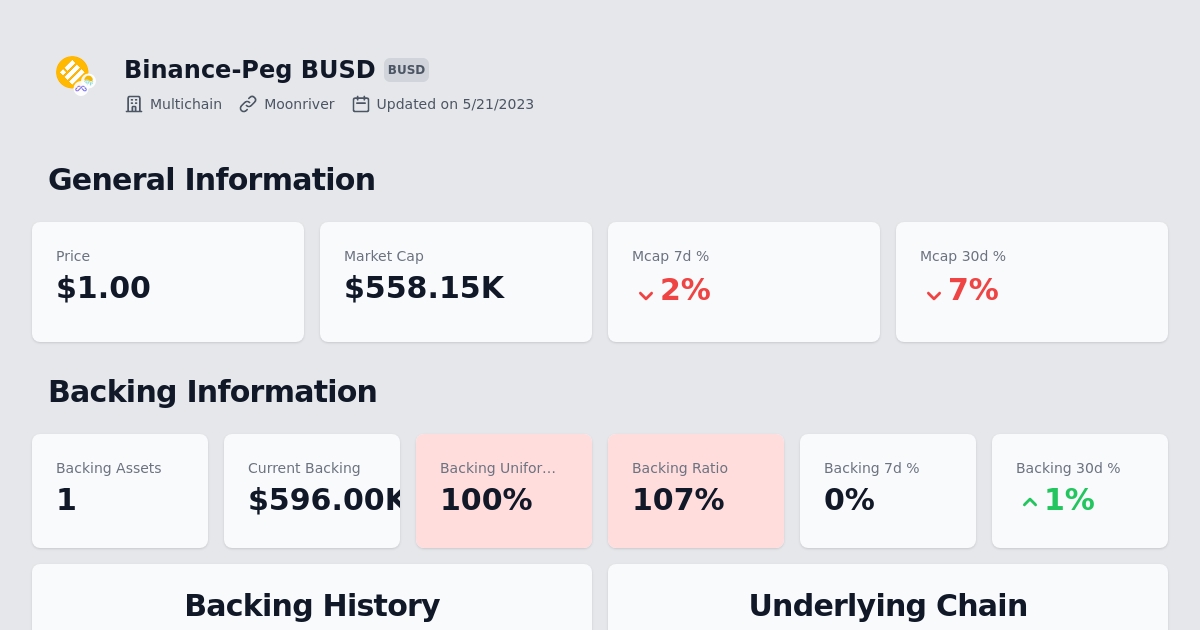 Binance-Peg BUSD BUSD
Multichain Moonriver Updated on 5/21/2023
General Information
Price Market Cap Mcap 7d % Mcap 30d %
$1.00 $558.15K 2% 7%
Backing Information
Backing Assets Current Backing Backing Unifor... Backing Ratio Backing 7d % Backing 30d %
1 $596.00K 100% 107% 0% 1%
Backing History Underlying Chain